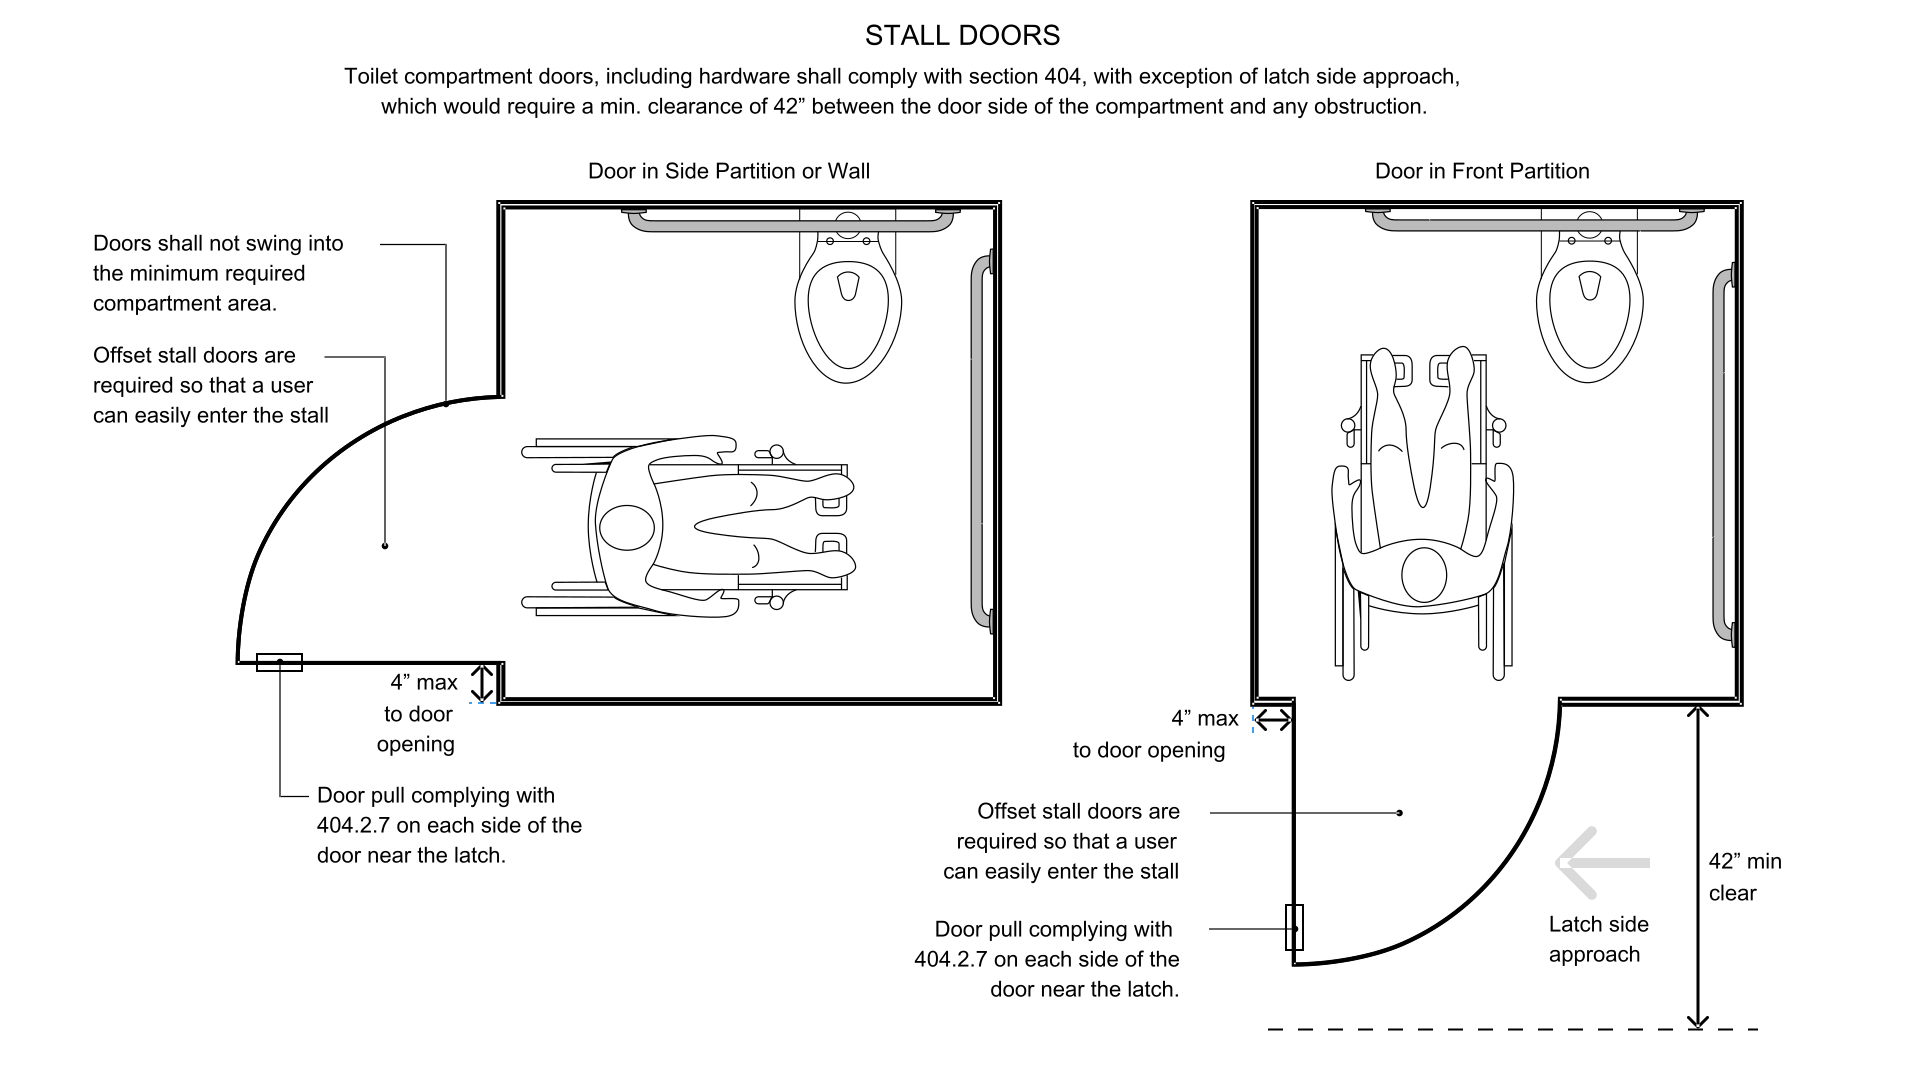 STALL DOORS
Toilet compartment doors, including hardware shall comply with section 404, with exception of latch side approach,
which would require a min. clearance of 42” between the door side of the compartment and any obstruction.
Door in Side Partition or Wall
Doors shall not swing into
the minimum required
compartment area.
Offset stall doors are
required so that a user
can easily enter the stall
4” max
to door
opening
Door pull complying with
404.2.7 on each side of the
door near the latch.
Door in Front Partition
4” max
to door opening
Offset stall doors are
required so that a user
can easily enter the stall
Door pull complying with
404.2.7 on each side of the
door near the latch.
Latch side
approach
42” min
clear